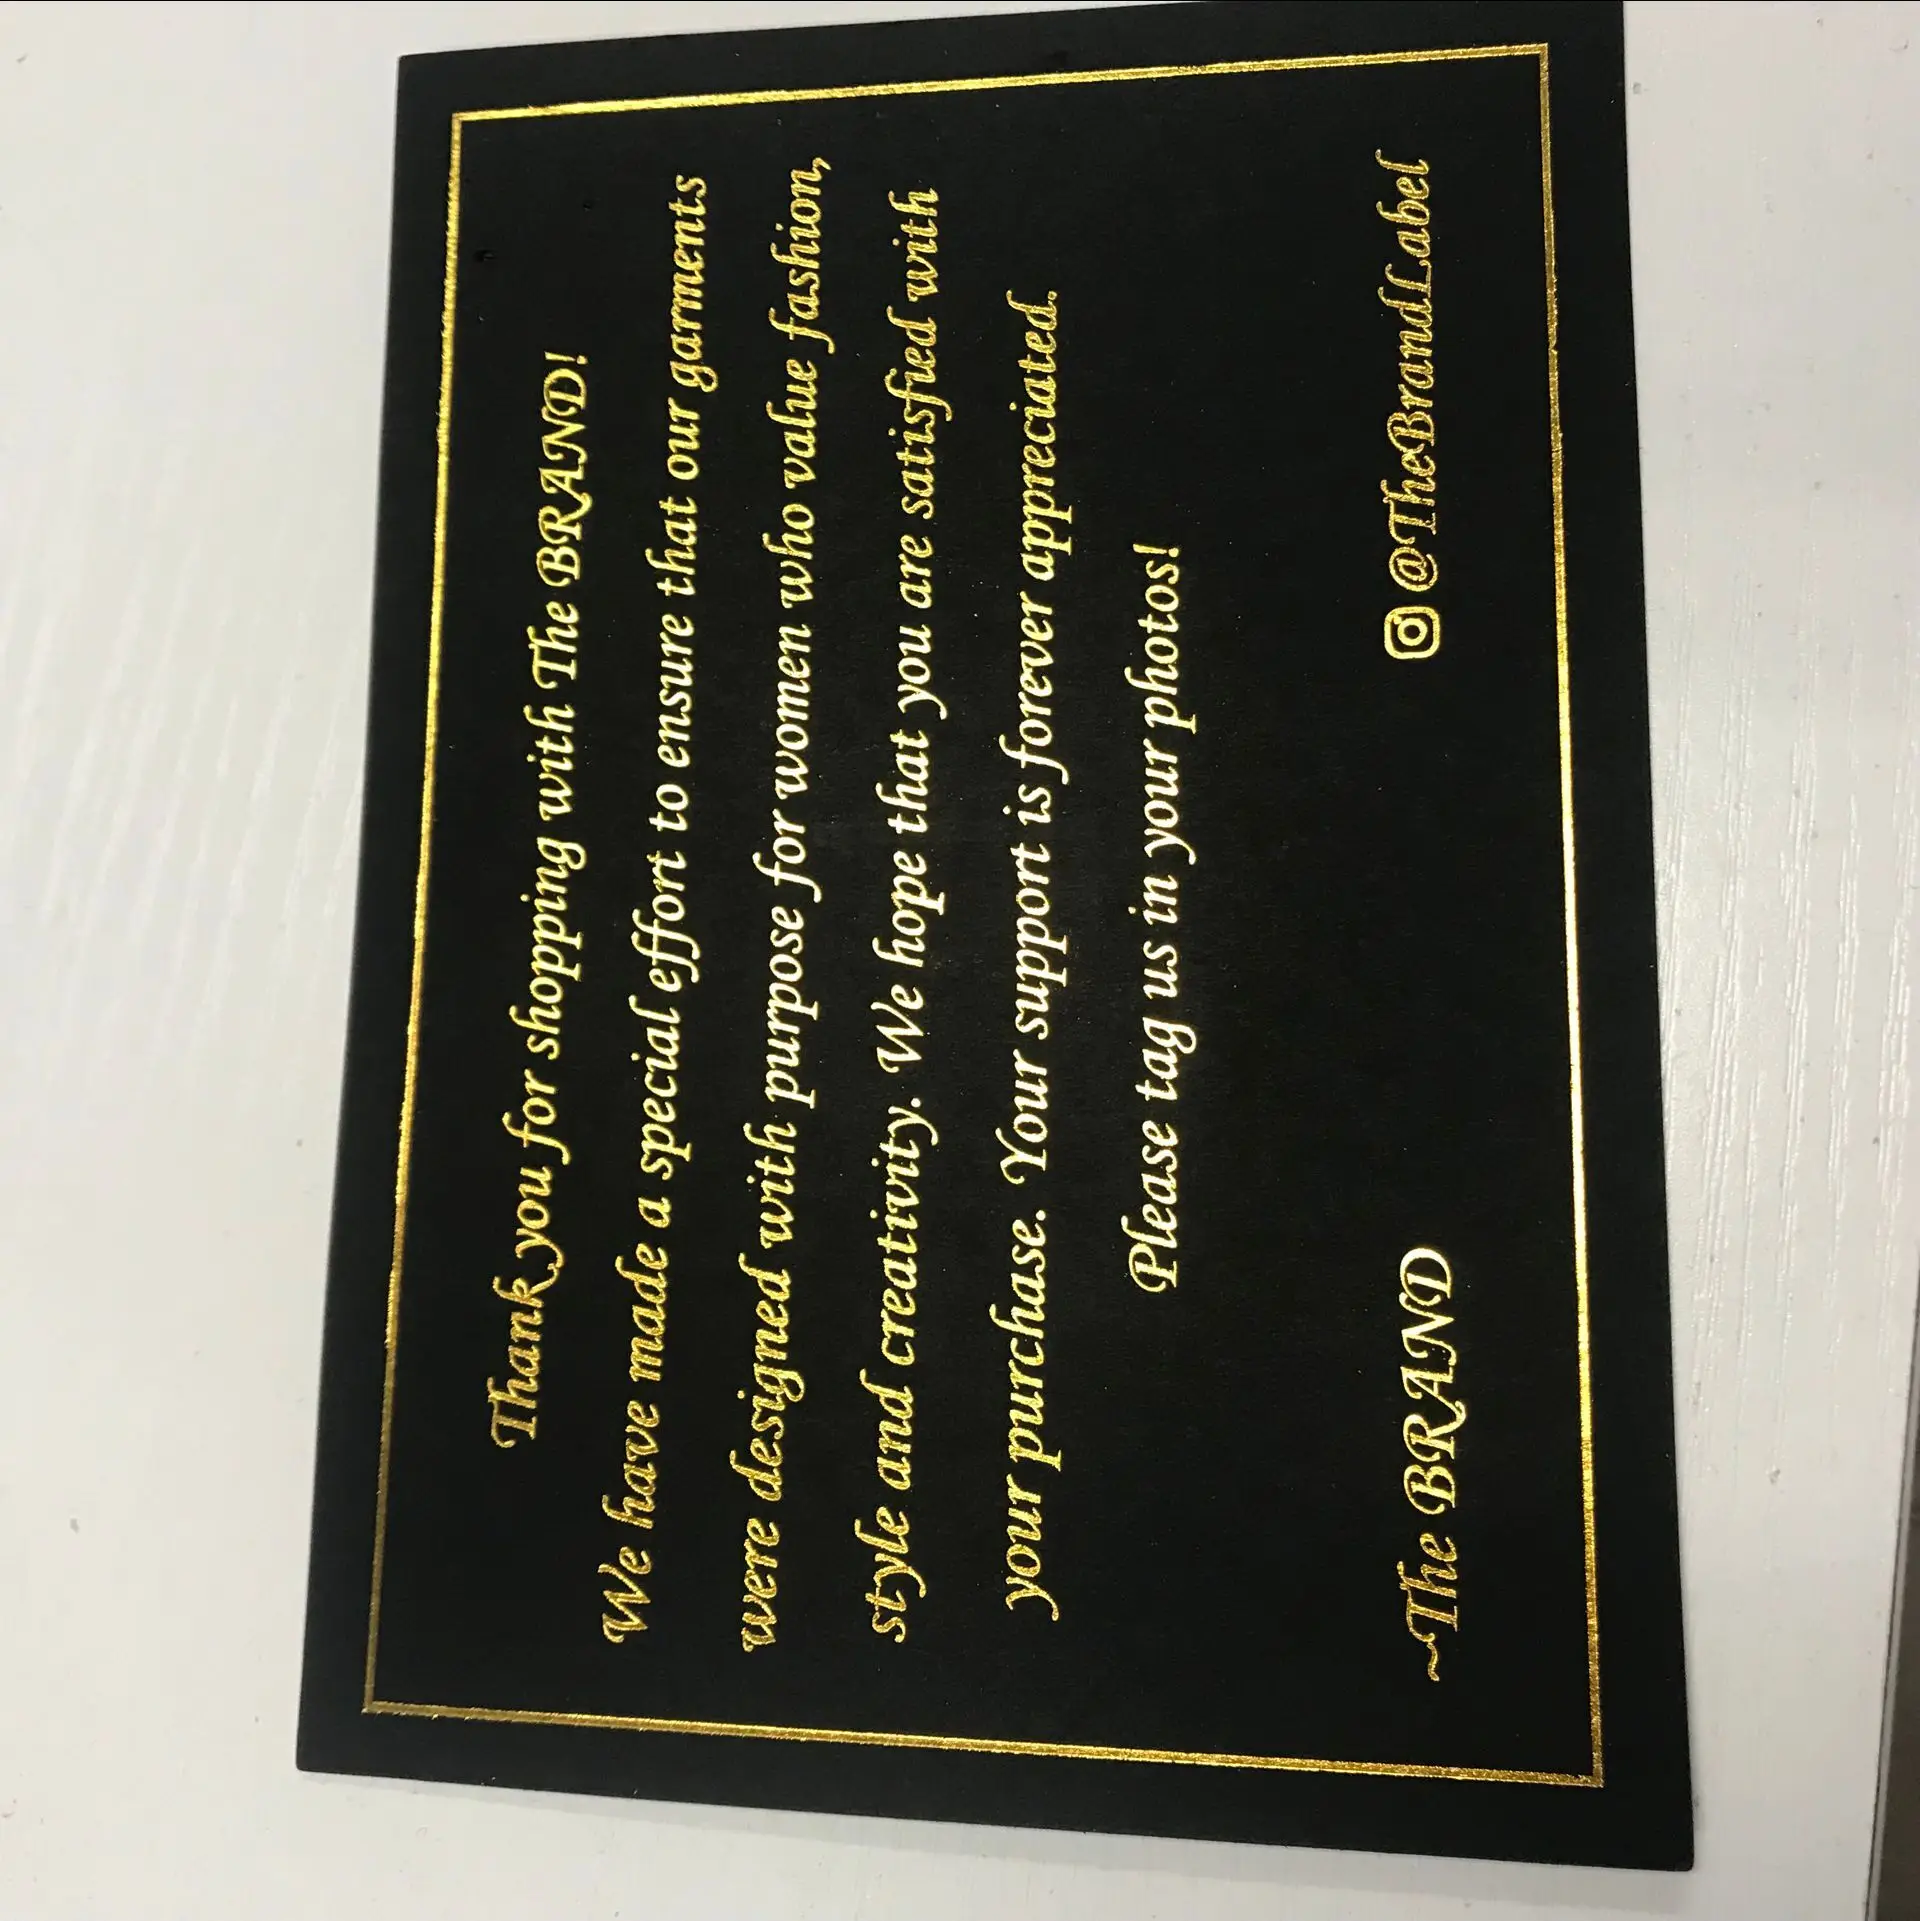 Thank you for shopping with The BRAND!
We have made a special effort to ensure that our garments
were designed with purpose for women who value fashion,
style and creativity. We hope that you are satisfied with
your purchase. Your support is forever appreciated.
Please tag us in your photos!
~The BRAND @TheBrandLabel